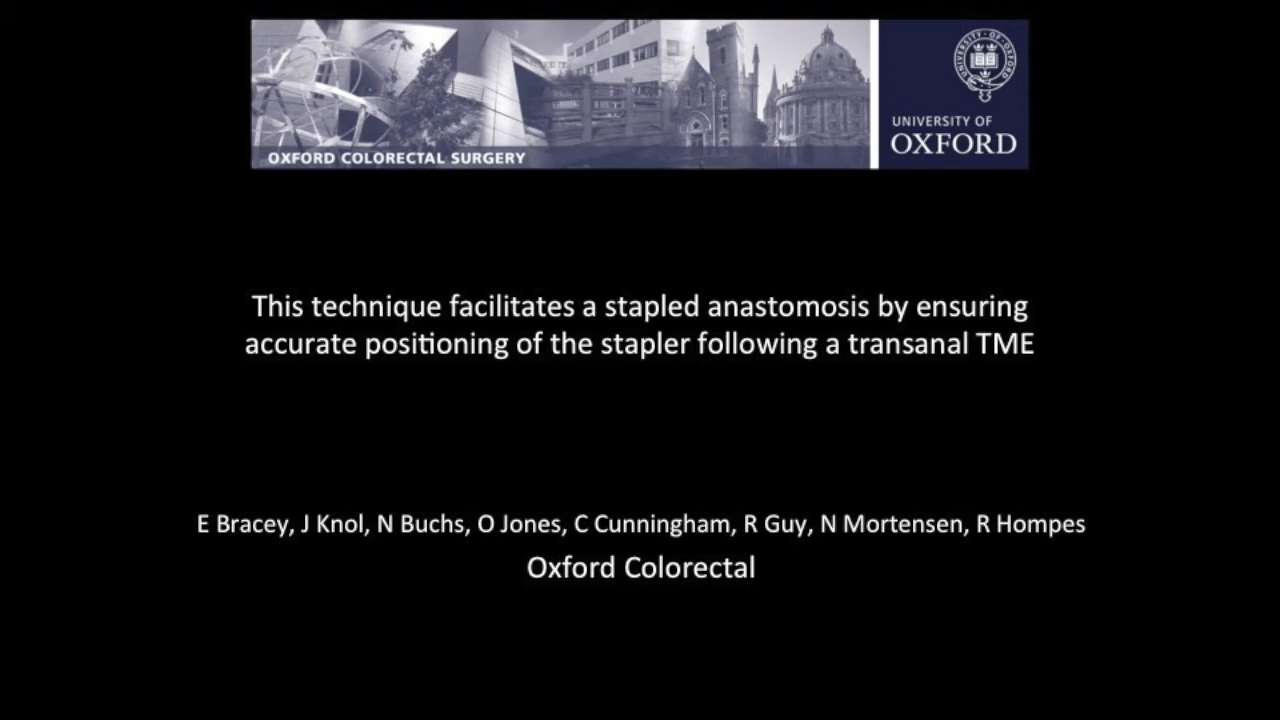 OXFORD COLORECTAL SURGERY
UNIVERSITY OF
OXFORD
This technique facilitates a stapled anastomosis by ensuring
accurate positioning of the stapler following a transanal TME
E Bracey, J Knol, N Buchs, O Jones, C Cunningham, R Guy, N Mortensen, R Hompes
Oxford Colorectal